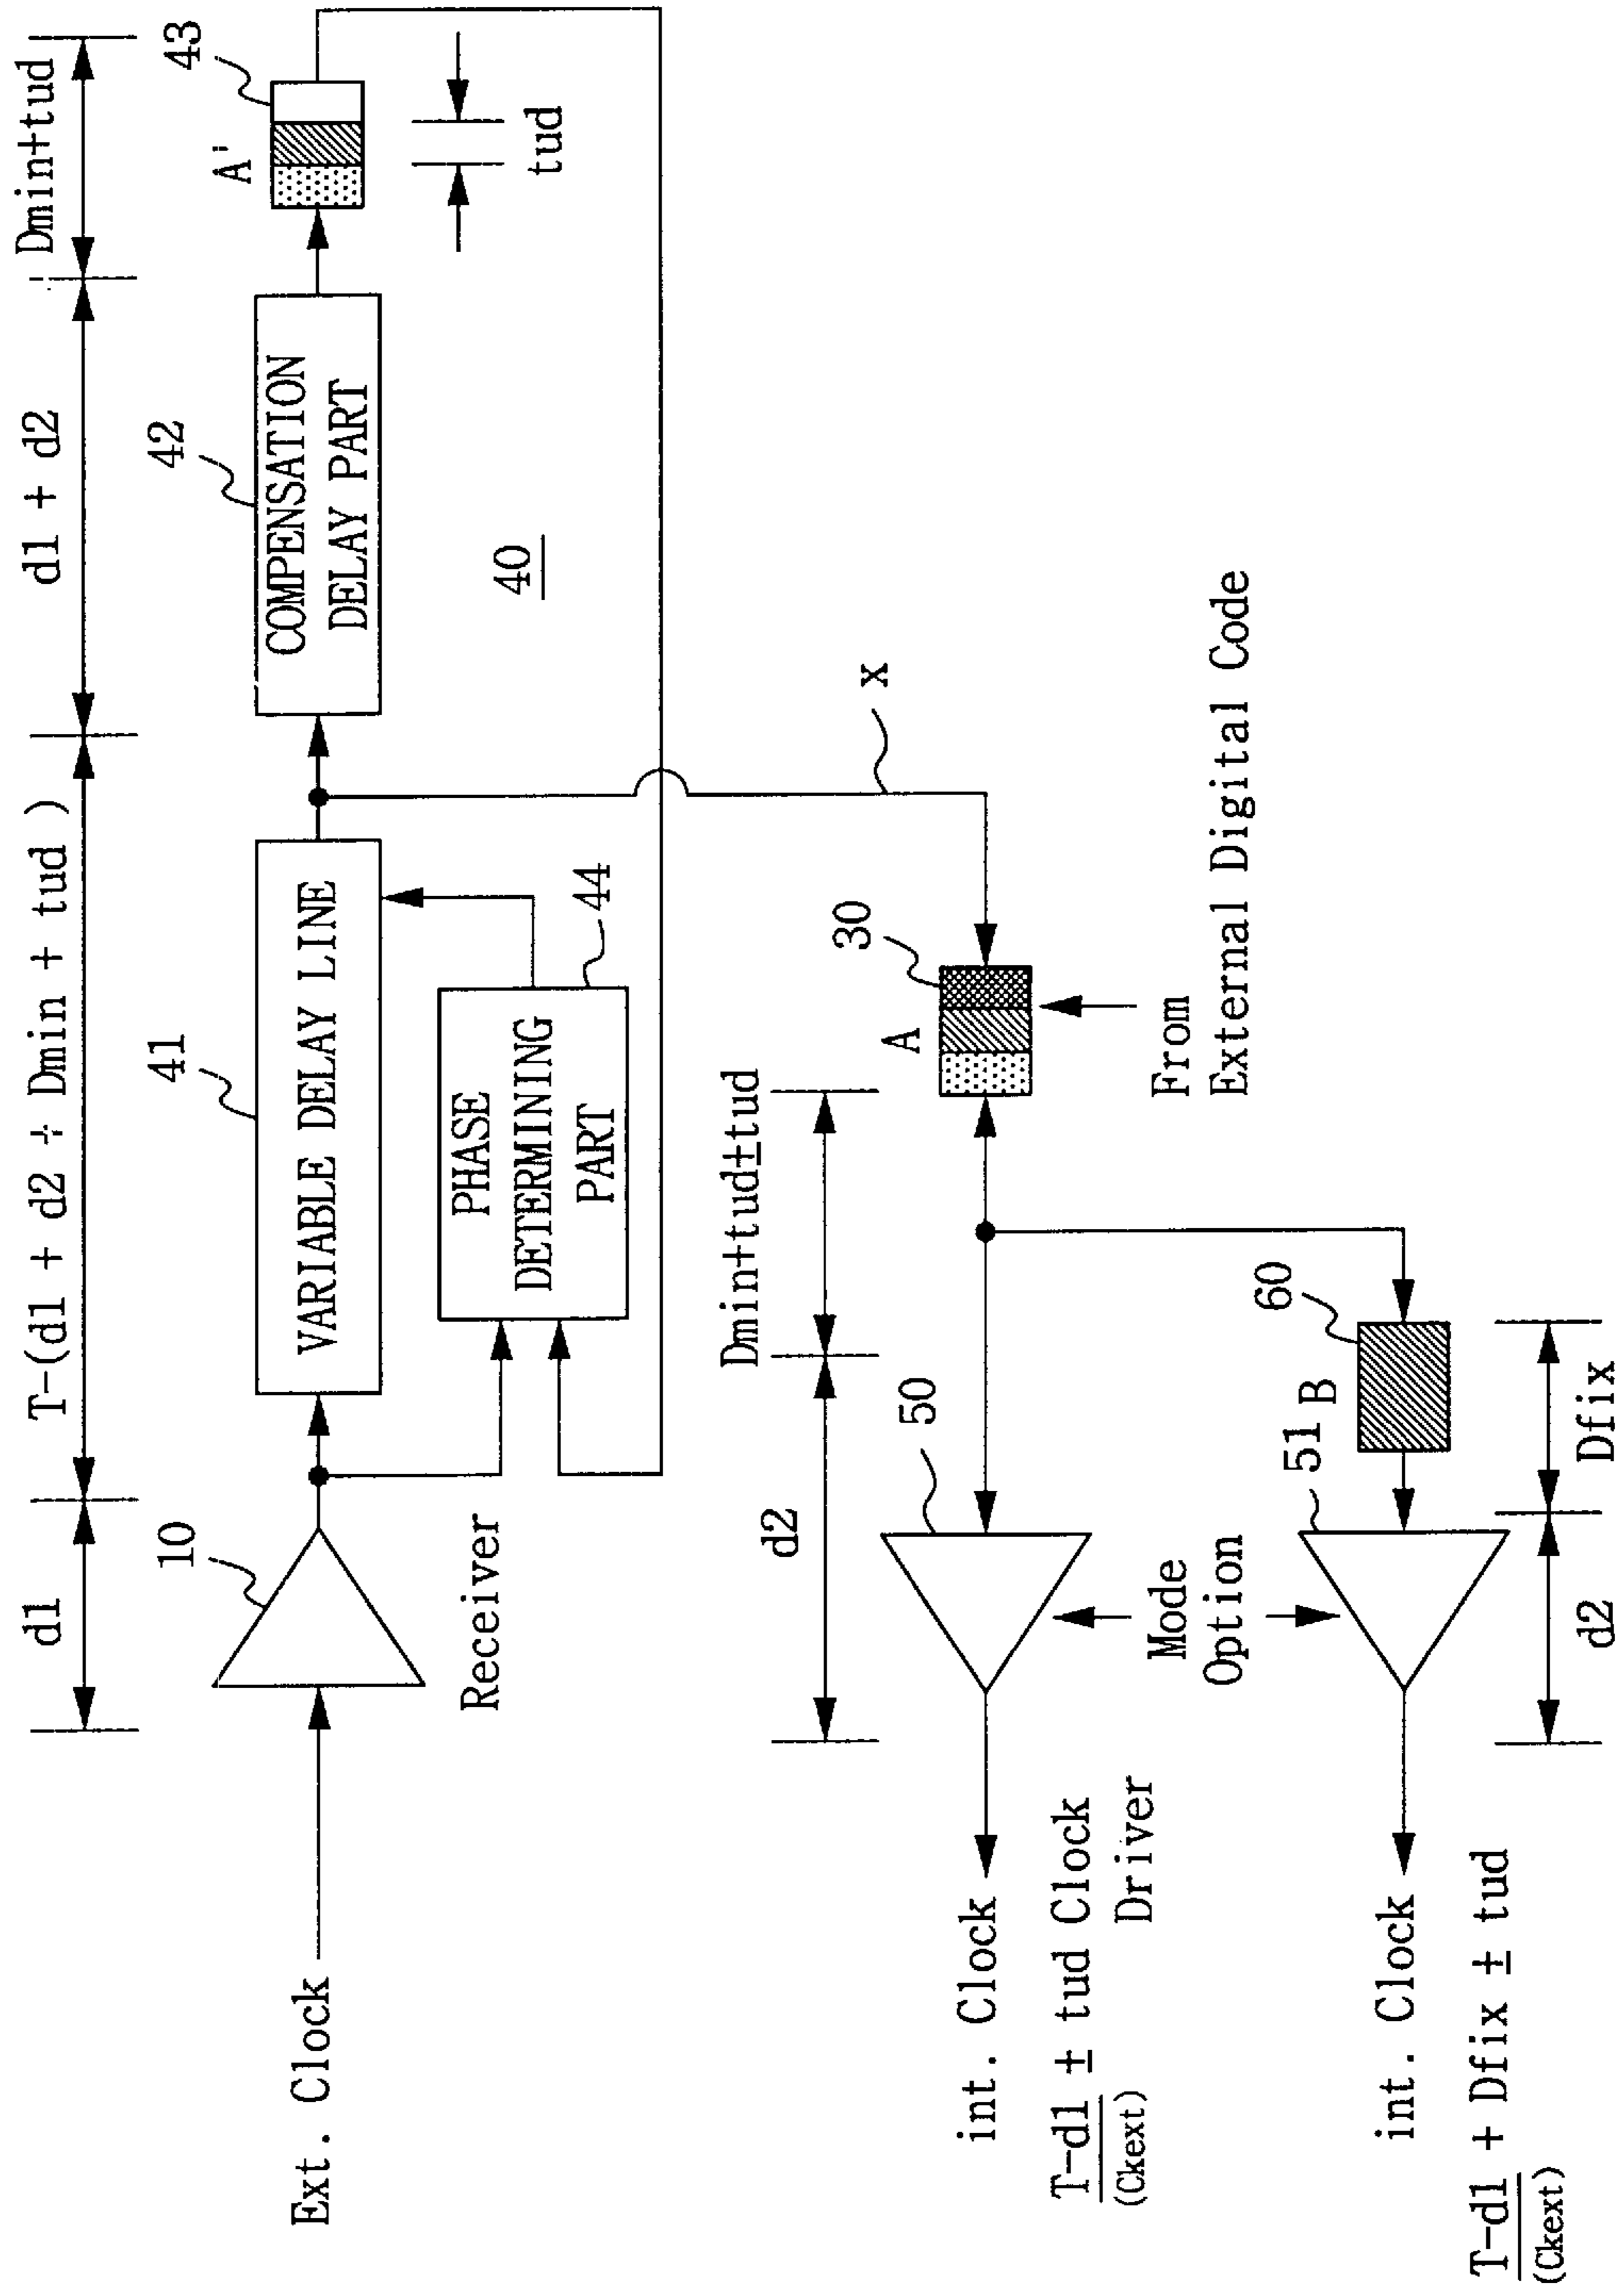 d1
T-(d1 + d2 + Dmin + tud )
d1 + d2
Dmin+tud
10
41
42
43
A'
Ext. Clock
Receiver
VARIABLE DELAY LINE
COMPENSATION
DELAY PART
tud
PHASE
DETERMINING
PART
44
40
x
d2
Dmin+tud±tud
50
A
30
int. Clock
T-d1 ± tud Clock
(Ckext)
Driver
Mode
Option
From
External Digital Code
51
B
60
int. Clock
T-d1 + Dfix ± tud
(Ckext)
d2
Dfix